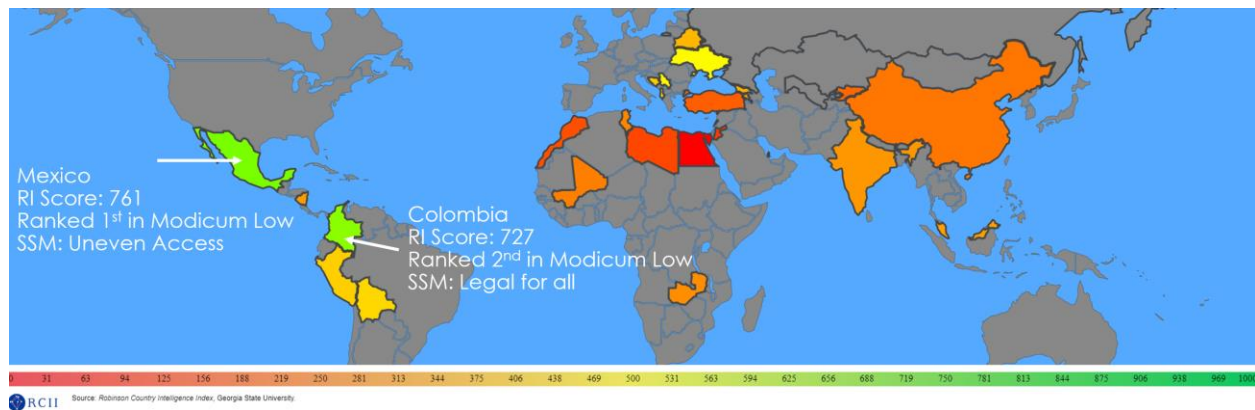 Mexico
RI Score: 761
Ranked 1st in Modicum Low
SSM: Uneven Access
Colombia
RI Score: 727
Ranked 2nd in Modicum Low
SSM: Legal for all
0 31 63 94 125 156 188 219 250 281 313 344 375 406 438 469 500 531 563 594 625 656 688 719 750 781 813 844 875 906 938 969 1000
RCII Source: Robinson Country Intelligence Index, Georgia State University.